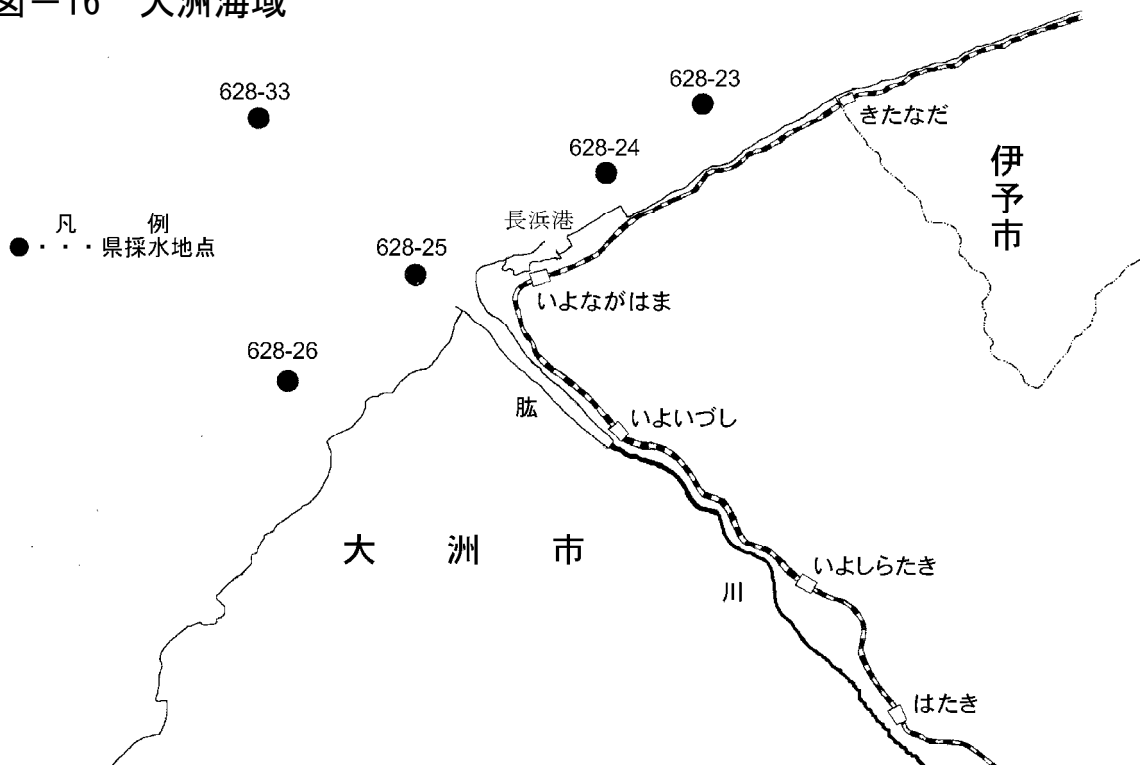 図－16 大洲海域
628-33
628-23
きたなだ
628-24
伊予市
凡 例
●・・・県採水地点
長浜港
628-25
いよながはま
628-26
肱
いよいづし
大 洲 市
いよしらたき
川
はたき